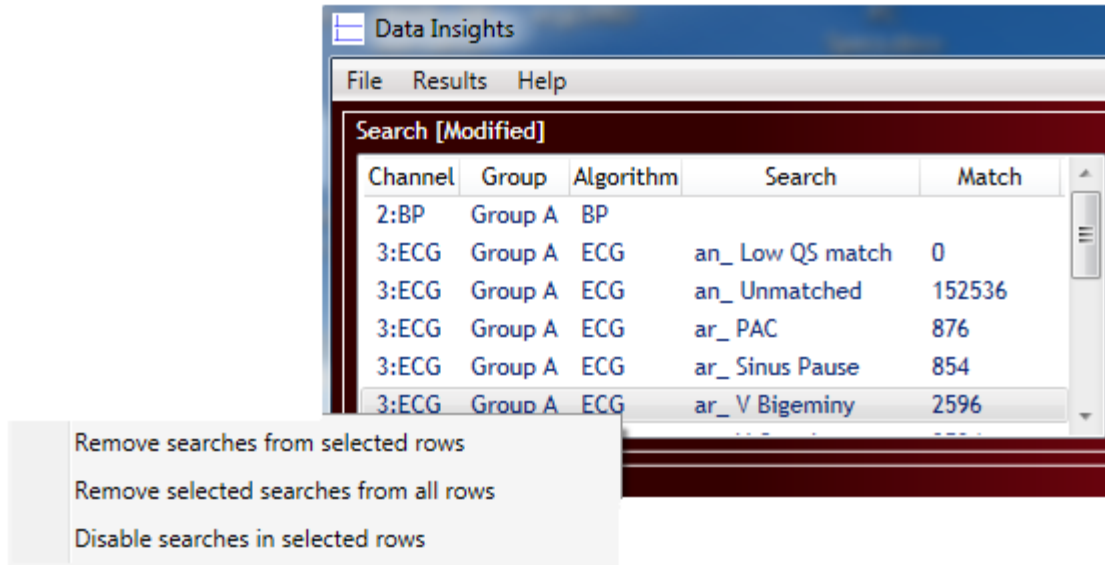 Data Insights
File Results Help
Search [Modified]
Channel Group Algorithm Search Match
2:BP Group A BP
3:ECG Group A ECG an_ Low QS match 0
3:ECG Group A ECG an_ Unmatched 152536
3:ECG Group A ECG ar_ PAC 876
3:ECG Group A ECG ar_ Sinus Pause 854
3:ECG Group A ECG ar_ V Bigeminy 2596
Remove searches from selected rows
Remove selected searches from all rows
Disable searches in selected rows